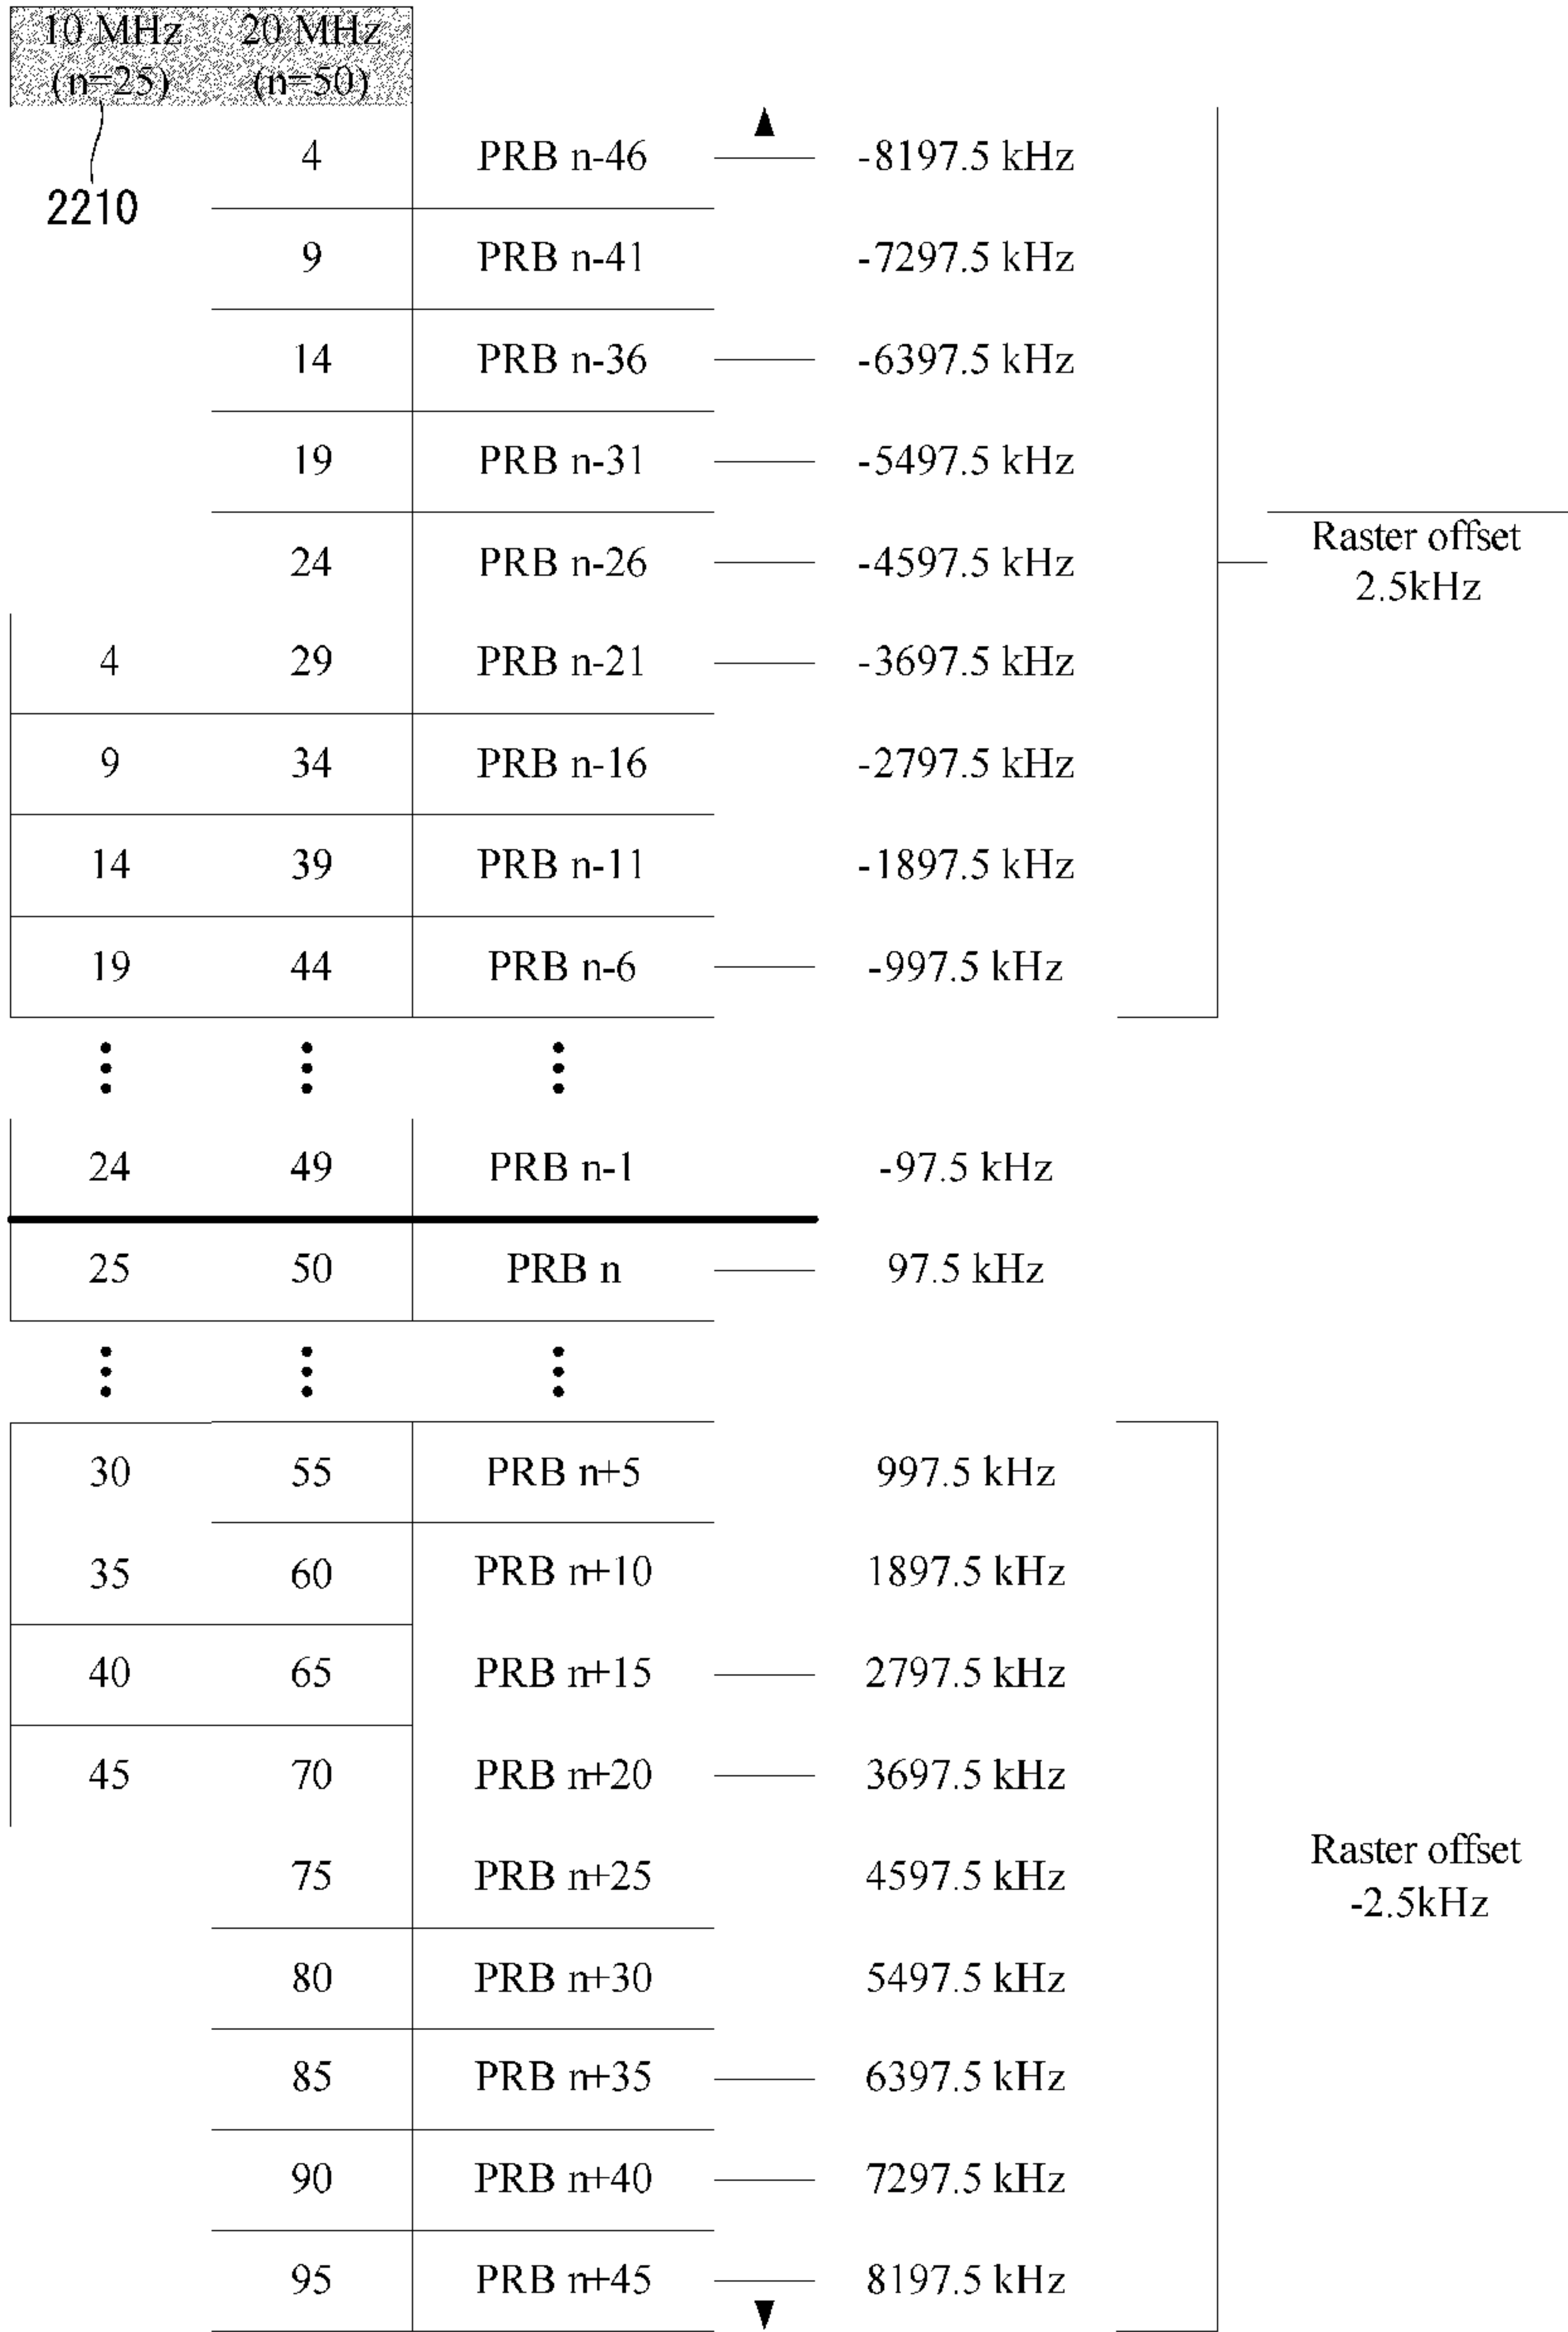 10 MHz 20 MHz
(n=25) (n=50)
4 PRB n-46 -8197.5 kHz
2210
9 PRB n-41 -7297.5 kHz
14 PRB n-36 -6397.5 kHz
19 PRB n-31 -5497.5 kHz
24 PRB n-26 -4597.5 kHz
Raster offset
2.5kHz
4 29 PRB n-21 -3697.5 kHz
9 34 PRB n-16 -2797.5 kHz
14 39 PRB n-11 -1897.5 kHz
19 44 PRB n-6 -997.5 kHz
24 49 PRB n-1 -97.5 kHz
25 50 PRB n 97.5 kHz
30 55 PRB n+5 997.5 kHz
35 60 PRB n+10 1897.5 kHz
40 65 PRB n+15 2797.5 kHz
45 70 PRB n+20 3697.5 kHz
75 PRB n+25 4597.5 kHz
Raster offset
-2.5kHz
80 PRB n+30 5497.5 kHz
85 PRB n+35 6397.5 kHz
90 PRB n+40 7297.5 kHz
95 PRB n+45 8197.5 kHz